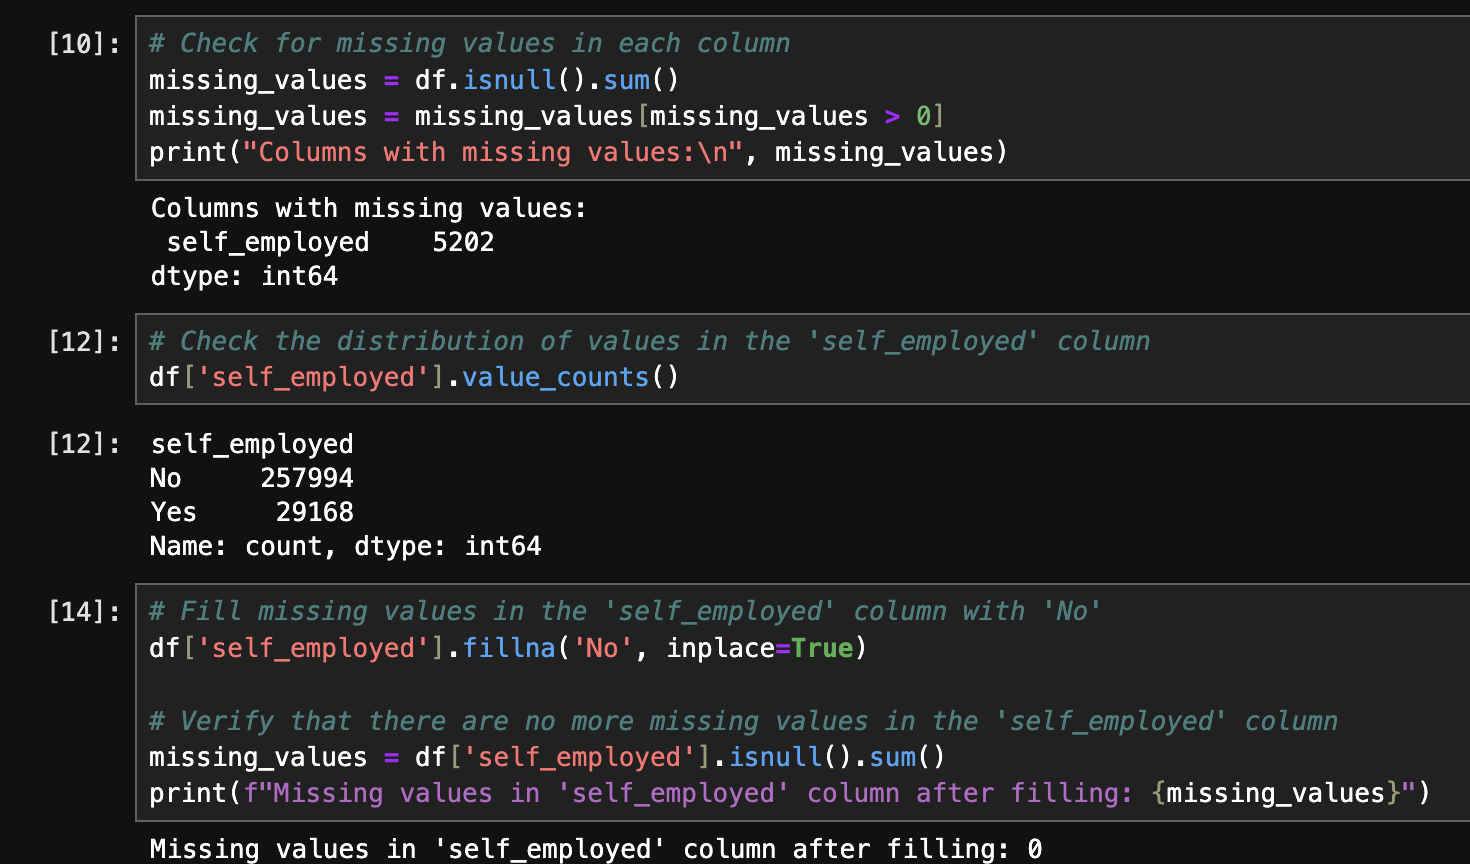 [10]: # Check for missing values in each column
missing_values = df.isnull().sum()
missing_values = missing_values[missing_values > 0]
print("Columns with missing values:\n", missing_values)
Columns with missing values:
 self_employed    5202
dtype: int64
[12]: # Check the distribution of values in the 'self_employed' column
df['self_employed'].value_counts()
[12]: self_employed
No     257994
Yes     29168
Name: count, dtype: int64
[14]: # Fill missing values in the 'self_employed' column with 'No'
df['self_employed'].fillna('No', inplace=True)
# Verify that there are no more missing values in the 'self_employed' column
missing_values = df['self_employed'].isnull().sum()
print(f"Missing values in 'self_employed' column after filling: {missing_values}")
Missing values in 'self_employed' column after filling: 0